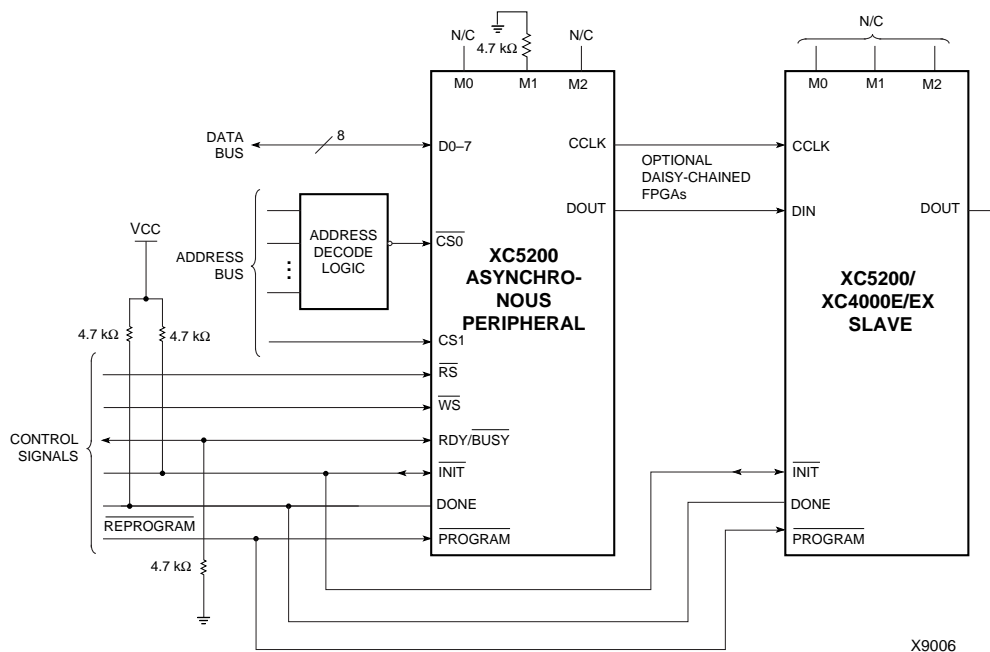 N/C
4.7 kΩ
N/C
N/C
M0
M1
M2
M0
M1
M2
DATA
BUS
8
D0–7
CCLK
CCLK
OPTIONAL
DAISY-CHAINED
FPGAs
DOUT
DIN
DOUT
VCC
ADDRESS
BUS
ADDRESS
DECODE
LOGIC
CS0
XC5200
ASYNCHRO-
NOUS
PERIPHERAL
XC5200/
XC4000E/EX
SLAVE
4.7 kΩ
4.7 kΩ
CS1
RS
WS
CONTROL
SIGNALS
RDY/BUSY
INIT
INIT
DONE
DONE
REPROGRAM
PROGRAM
PROGRAM
4.7 kΩ
X9006